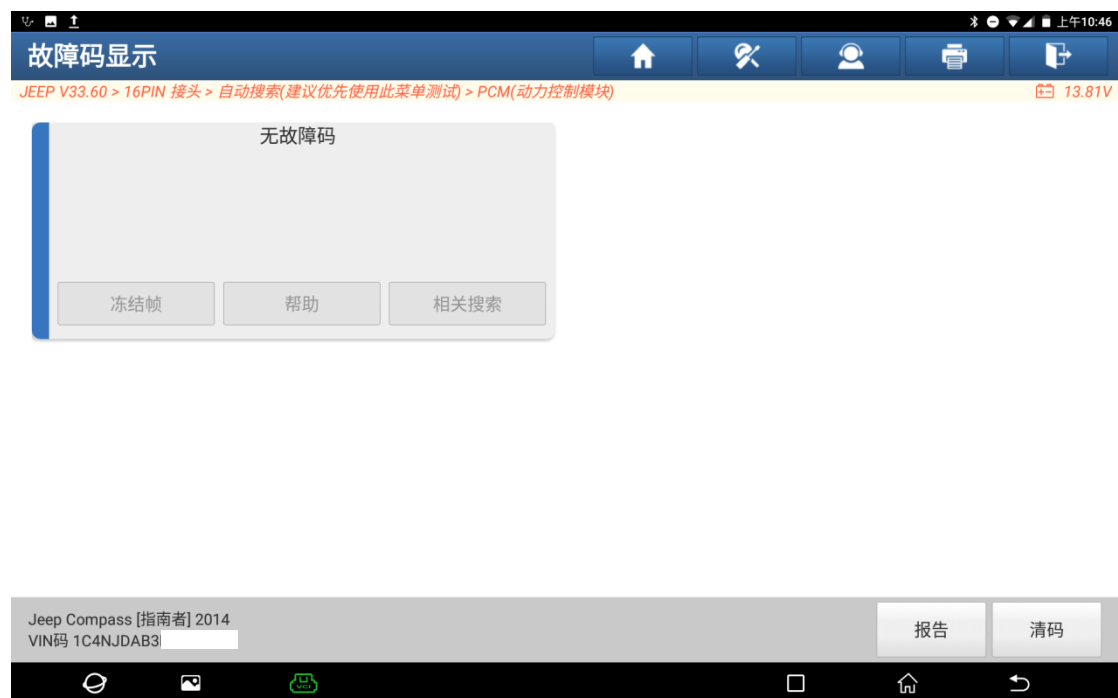 上午10:46
故障码显示
JEEP V33.60 > 16PIN 接头 > 自动搜索(建议优先使用此菜单测试) > PCM(动力控制模块)
13.81V
无故障码
冻结帧
帮助
相关搜索
Jeep Compass [指南者] 2014
VIN码 1C4NJDAB3
报告
清码
VCI